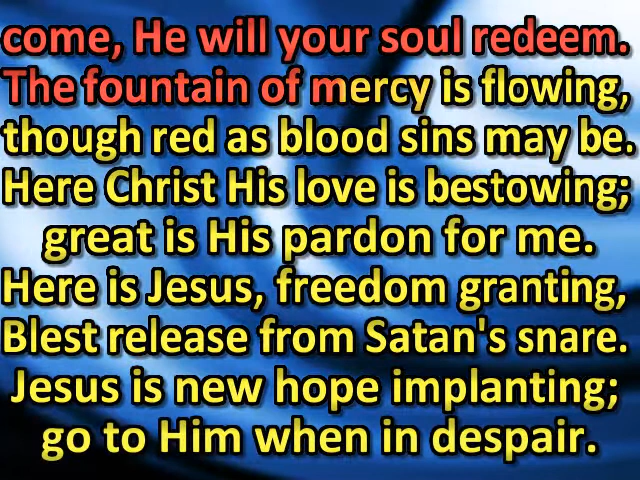 come, He will your soul redeem.
The fountain of mercy is flowing,
though red as blood sins may be.
Here Christ His love is bestowing;
great is His pardon for me.
Here is Jesus, freedom granting,
Blest release from Satan's snare.
Jesus is new hope implanting;
go to Him when in despair.